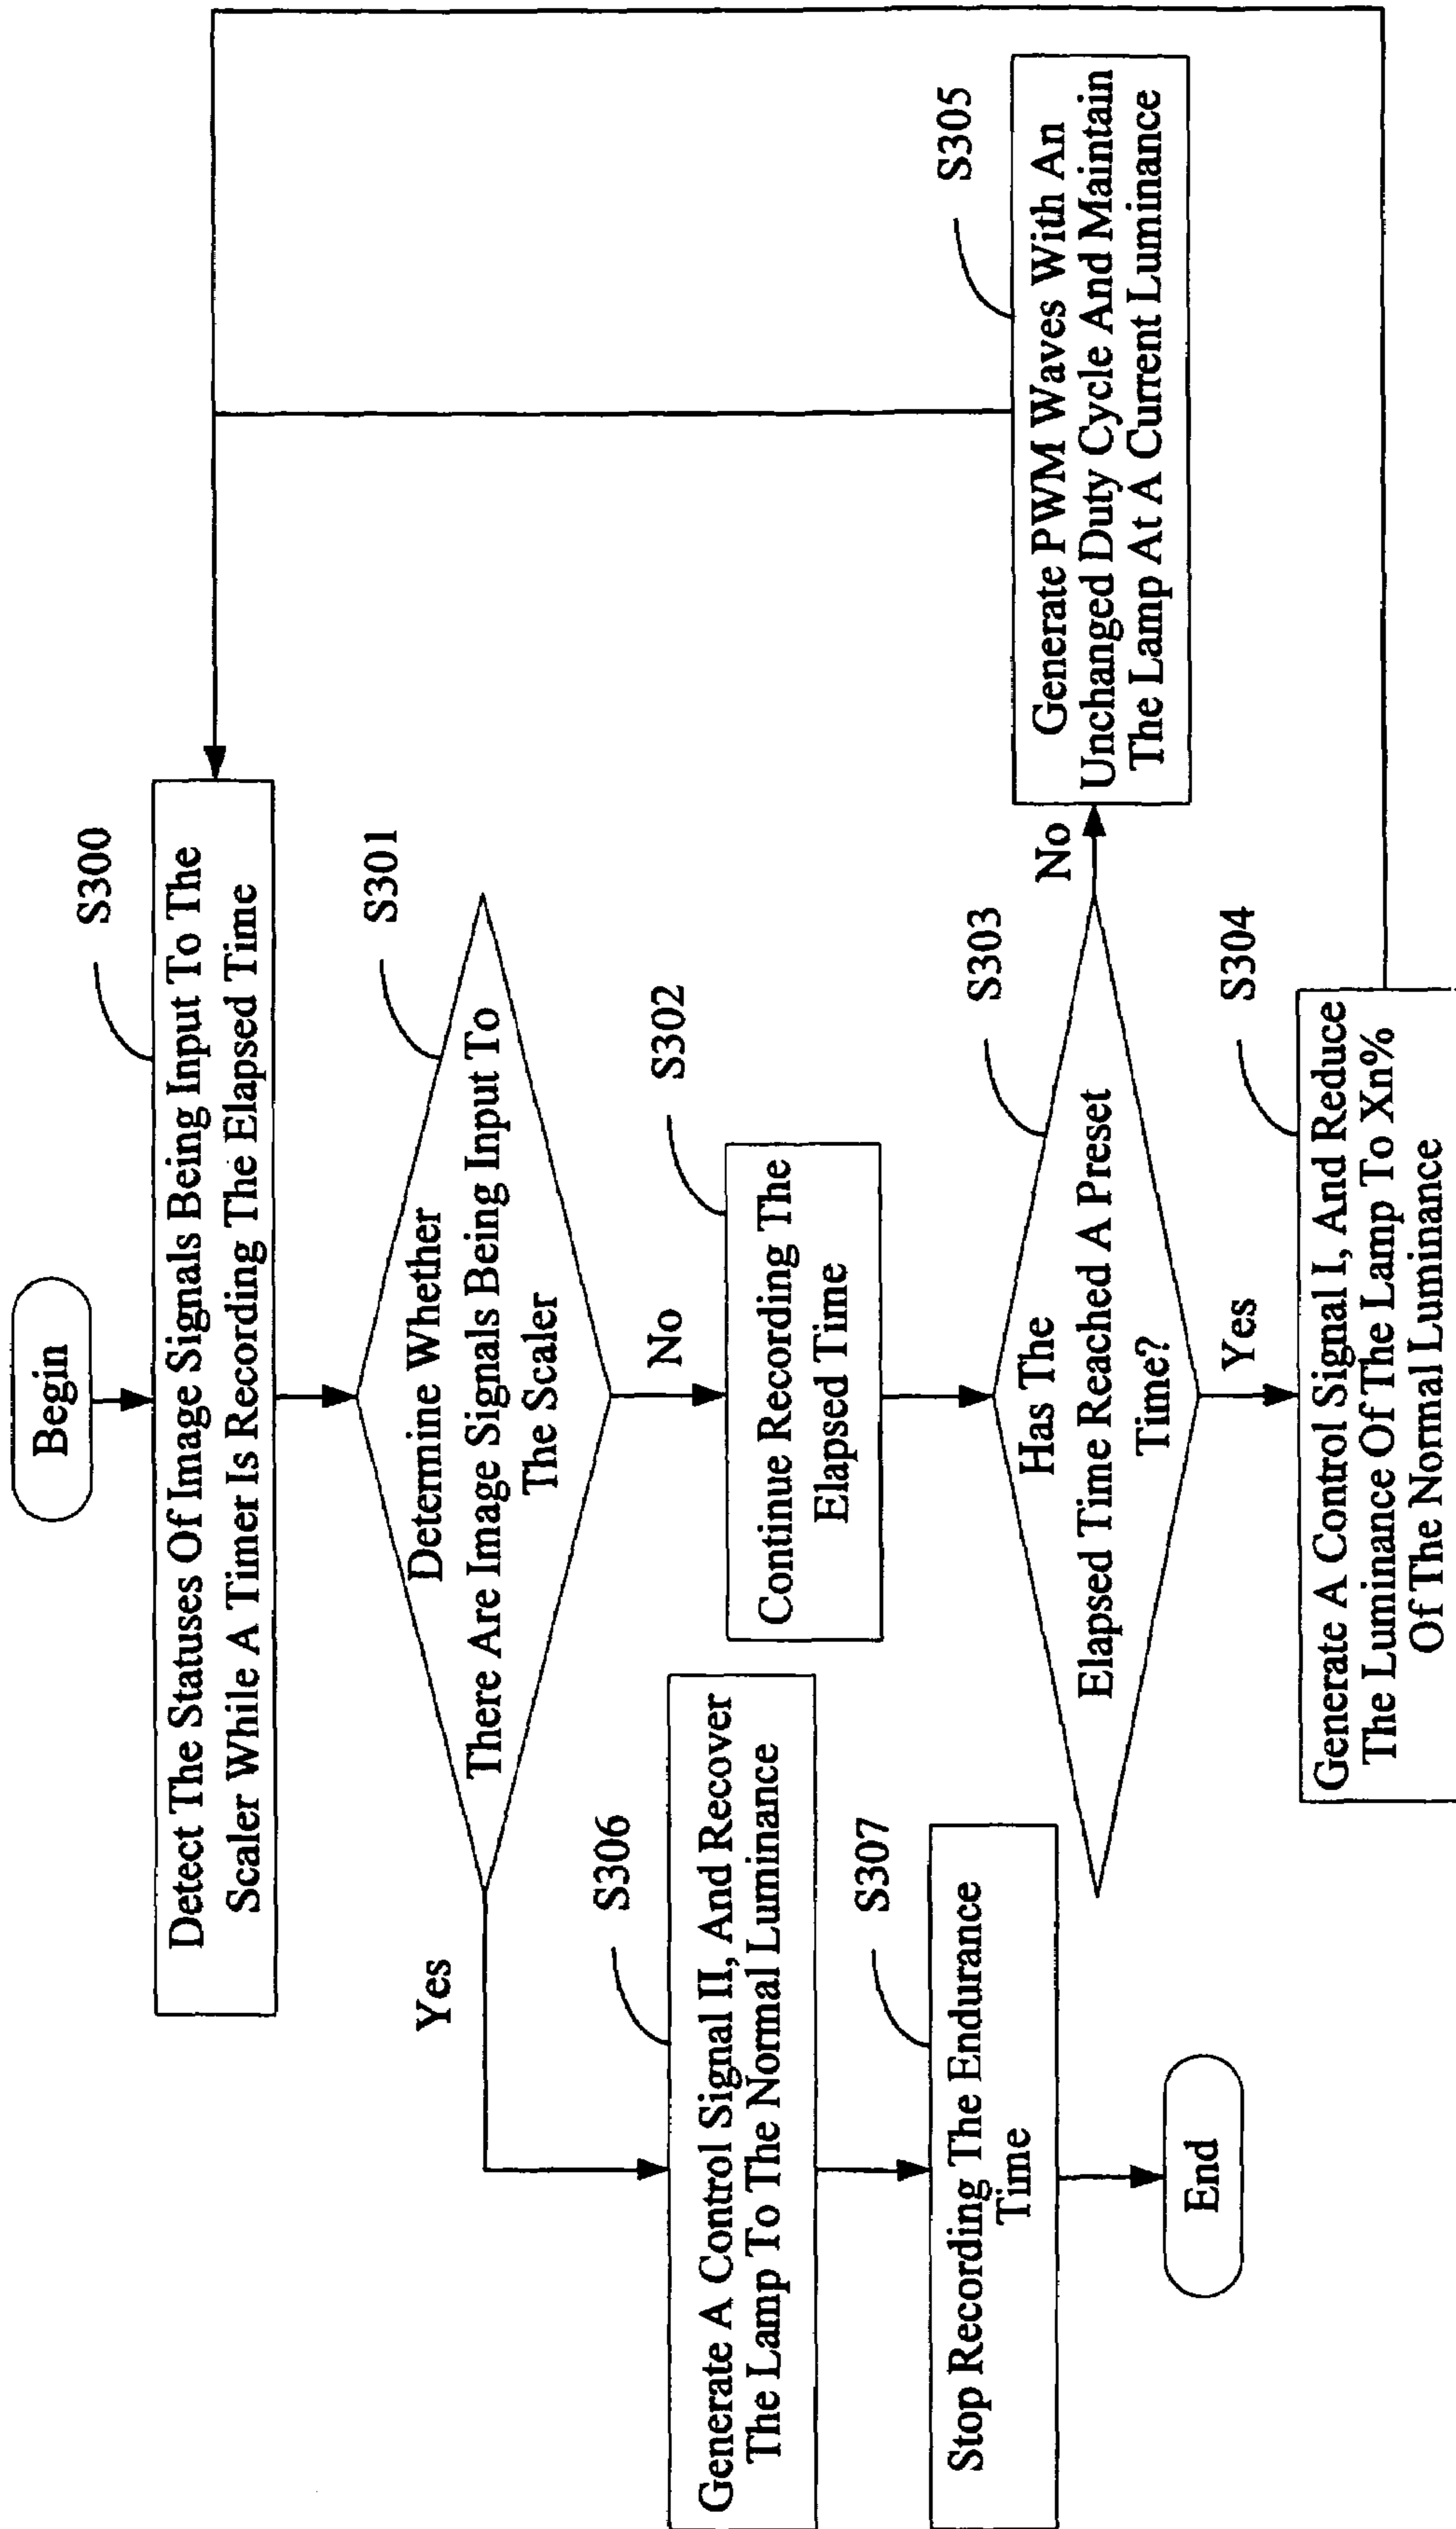 Begin
S300
Detect The Statuses Of Image Signals Being Input To The
Scaler While A Timer Is Recording The Elapsed Time
S301
Determine Whether
There Are Image Signals Being Input To
The Scaler
Yes
No
S302
Continue Recording The
Elapsed Time
S303
Has The
Elapsed Time Reached A Preset
Time?
No
Yes
S305
Generate PWM Waves With An
Unchanged Duty Cycle And Maintain
The Lamp At A Current Luminance
S304
Generate A Control Signal I, And Reduce
The Luminance Of The Lamp To Xn%
Of The Normal Luminance
S306
Generate A Control Signal II, And Recover
The Lamp To The Normal Luminance
S307
Stop Recording The Endurance
Time
End